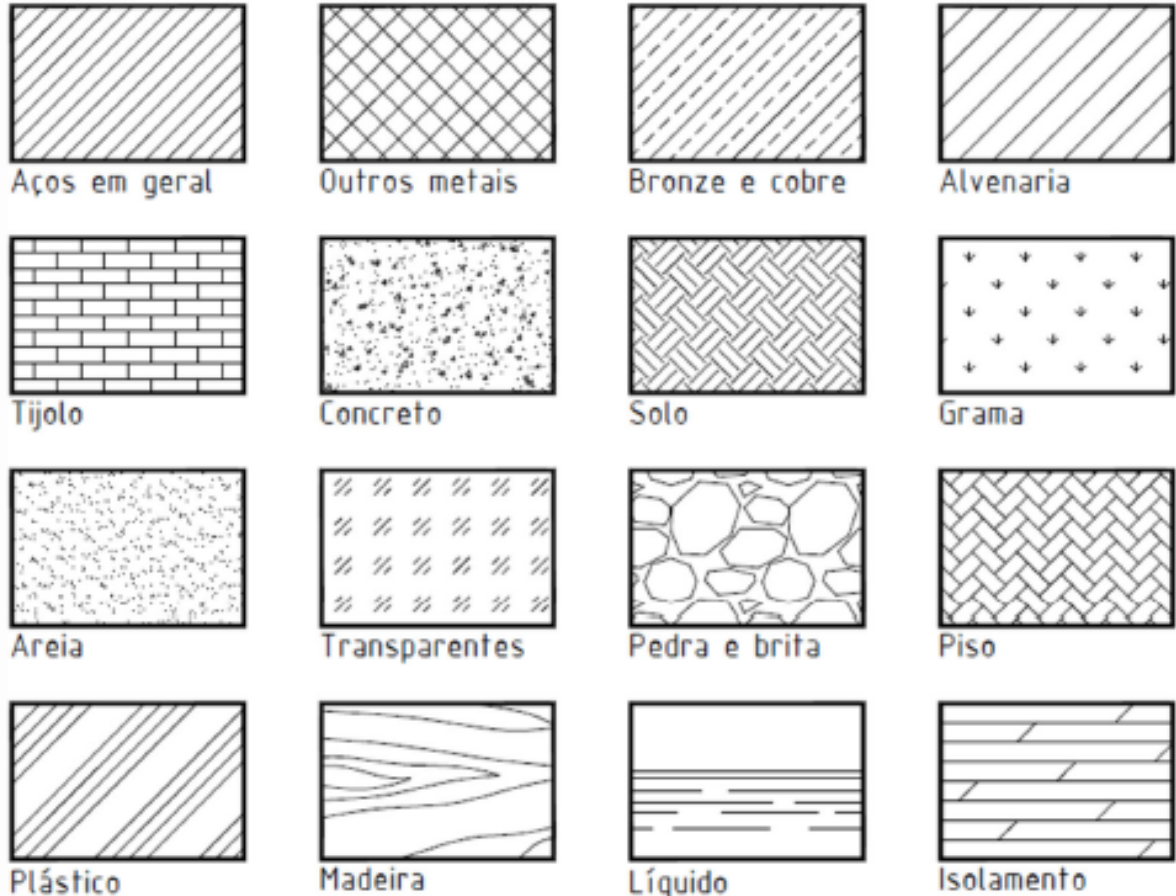 Aços em geral
Outros metais
Bronze e cobre
Alvenaria
Tijolo
Concreto
Solo
Grama
Areia
Transparentes
Pedra e brita
Piso
Plástico
Madeira
Líquido
Isolamento